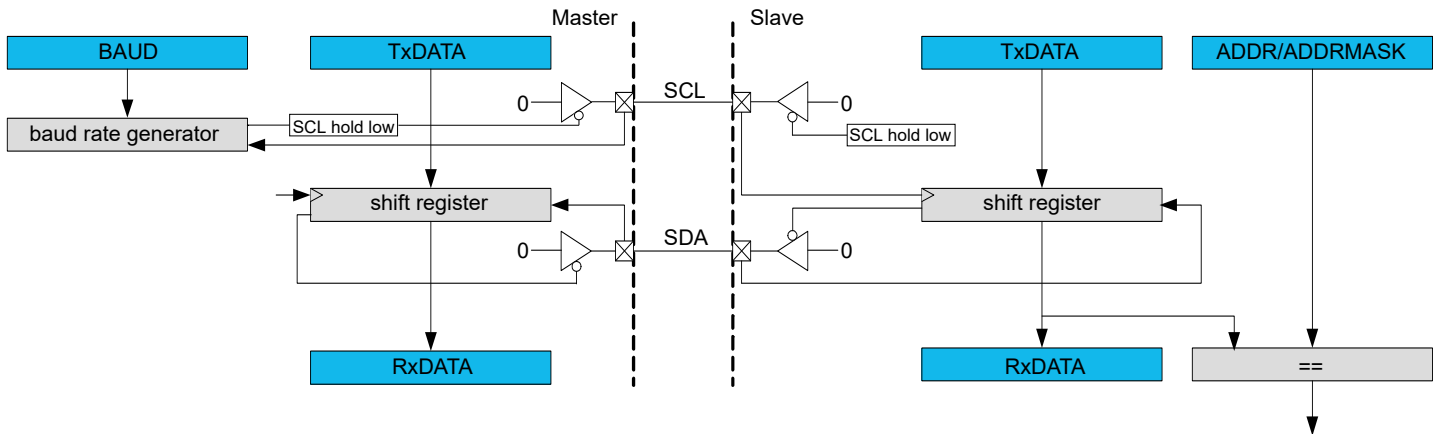 Master Slave
BAUD TxDATA TxDATA ADDR/ADDRMASK
0 SCL 0
baud rate generator SCL hold low SCL hold low
shift register shift register
0 SDA 0
RxDATA RxDATA ==